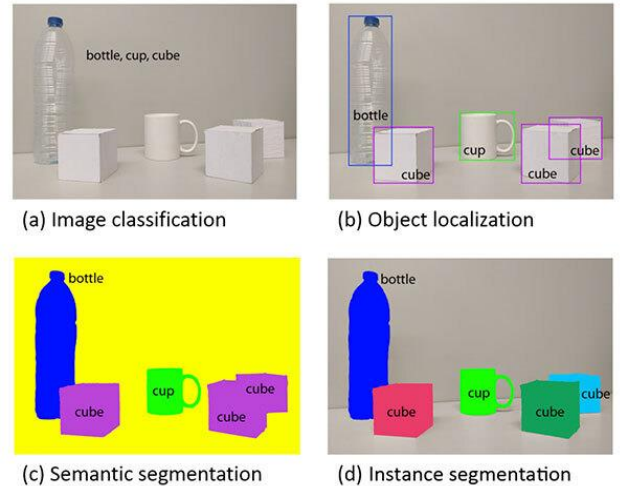 bottle, cup, cube
(a) Image classification
bottle
cup
cube
cube
cube
(b) Object localization
bottle
cube
cup
cube
cube
(c) Semantic segmentation
bottle
cube
cup
cube
cube
(d) Instance segmentation